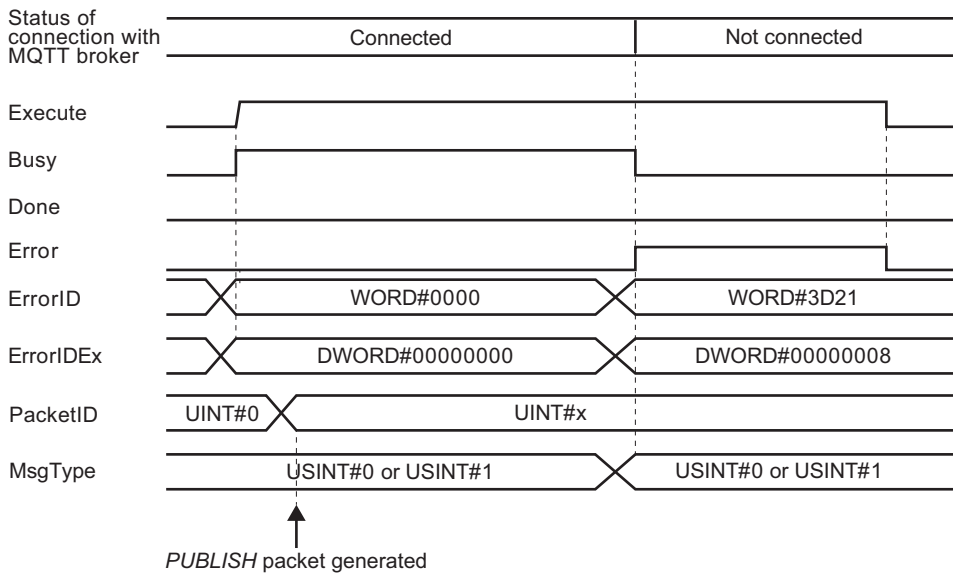 Status of
connection with
MQTT broker
Connected
Not connected
Execute
Busy
Done
Error
ErrorID
WORD#0000
WORD#3D21
ErrorIDEx
DWORD#00000000
DWORD#00000008
PacketID
UINT#0
UINT#x
MsgType
USINT#0 or USINT#1
USINT#0 or USINT#1
PUBLISH packet generated